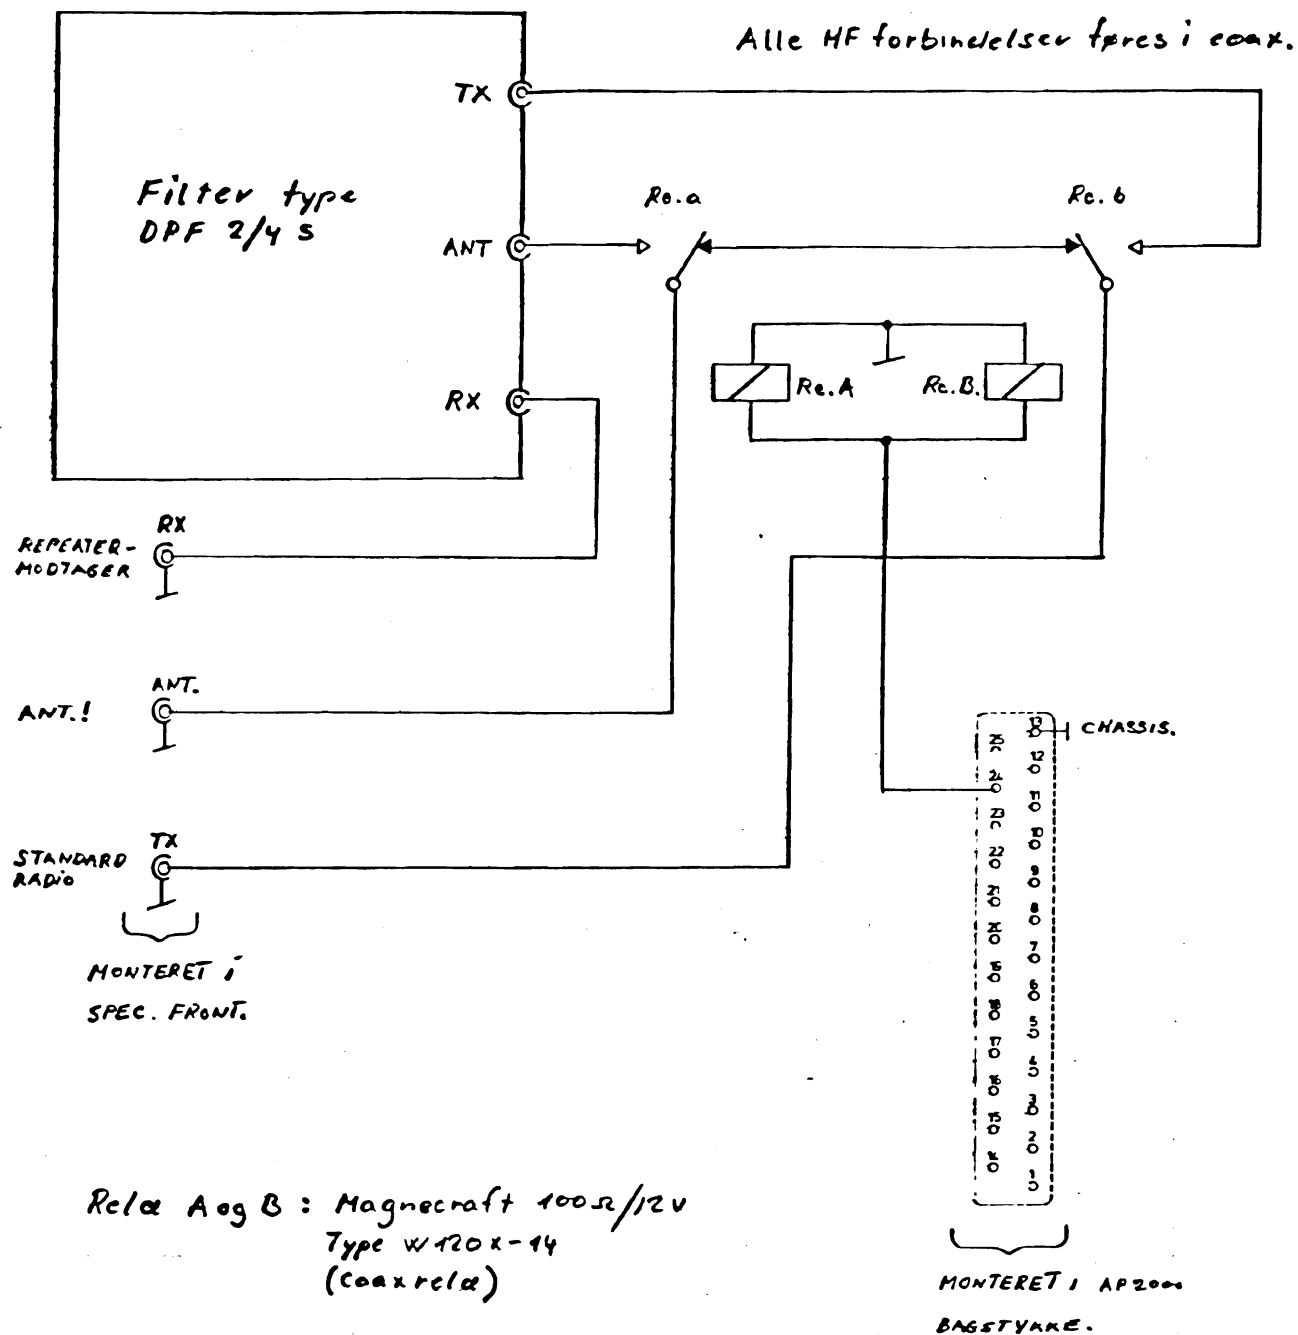 Alle HF forbindelser føres i coax.
TX
Filter type
DPF 2/4 S
ANT
RX
Re.a
Re.b
Re.A
Re.B.
RX
REPEATER-
MODTAGER
ANT.
ANT.!
TX
STANDARD
RADIO
MONTERET i
SPEC. FRONT.
CHASSIS.
13
25
12
24
11
23
10
22
9
21
8
20
7
19
6
18
5
17
4
16
3
15
2
14
1
Relæ A og B : Magnecraft 100Ω/12V
Type W120X-14
(Coaxrelæ)
MONTERET i AP2000
BAGSTYKKE.